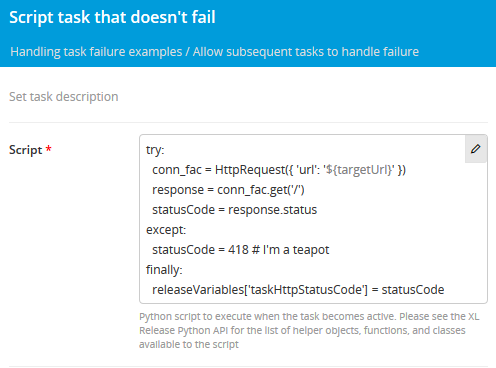 Script task that doesn't fail
Handling task failure examples / Allow subsequent tasks to handle failure
Set task description
Script *
try:
  conn_fac = HttpRequest({ 'url': '${targetUrl}' })
  response = conn_fac.get('/')
  statusCode = response.status
except:
  statusCode = 418 # I'm a teapot
finally:
  releaseVariables['taskHttpStatusCode'] = statusCode
Python script to execute when the task becomes active. Please see the XL
Release Python API for the list of helper objects, functions, and classes
available to the script